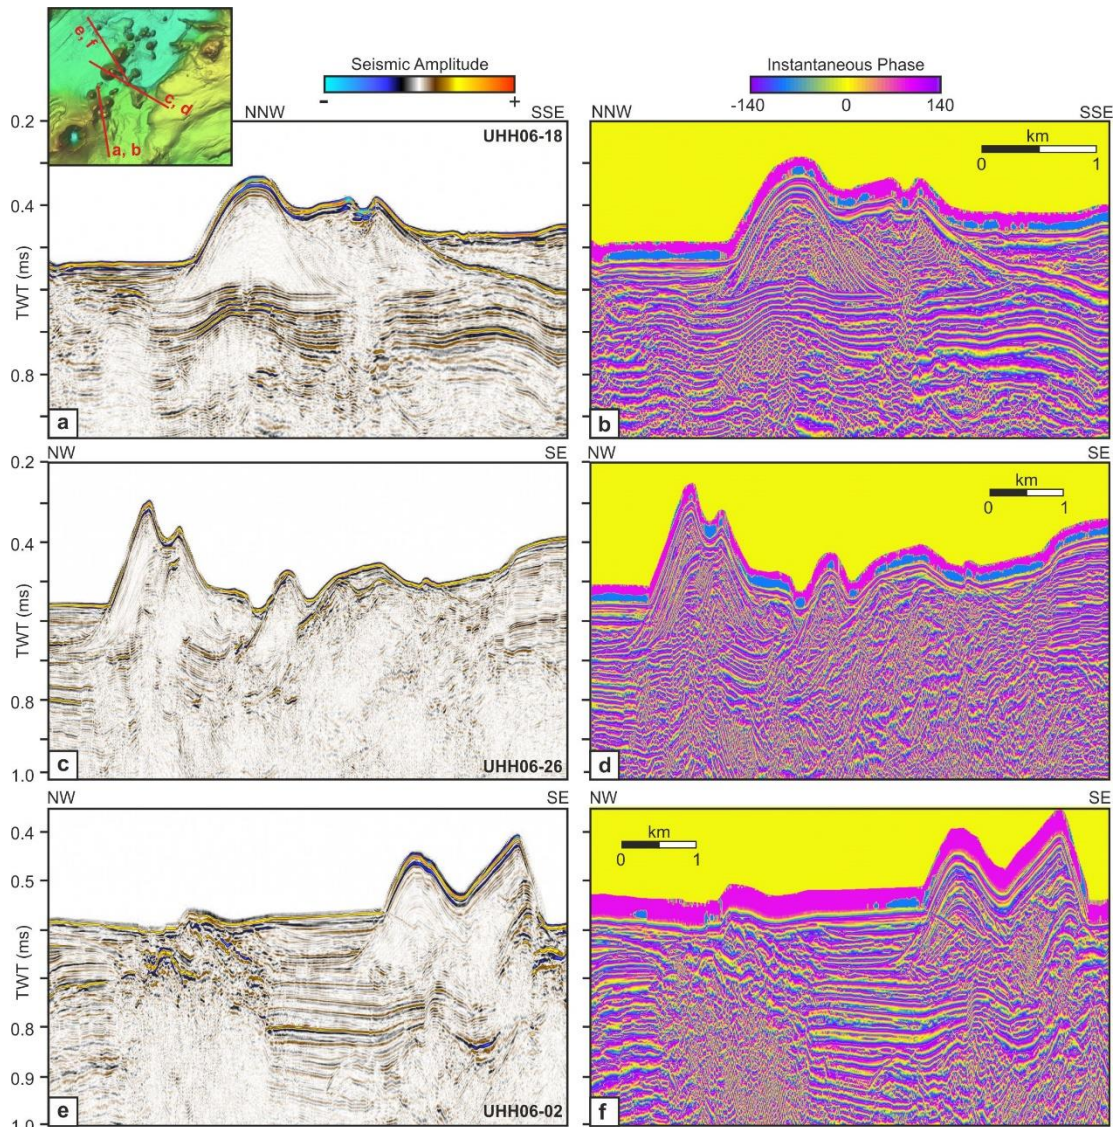 e, f
c, d
a, b
Seismic Amplitude
- +
Instantaneous Phase
-140 0 140
NNW SSE
UHH06-18
0.2
0.4
TWT (ms)
0.8
a
NNW SSE
km
0 1
b
NW SE
0.2
0.4
TWT (ms)
0.8
1.0
c
UHH06-26
NW SE
km
0 1
d
NW SE
0.4
0.5
TWT (ms)
0.8
0.9
1.0
e
UHH06-02
NW SE
km
0 1
f